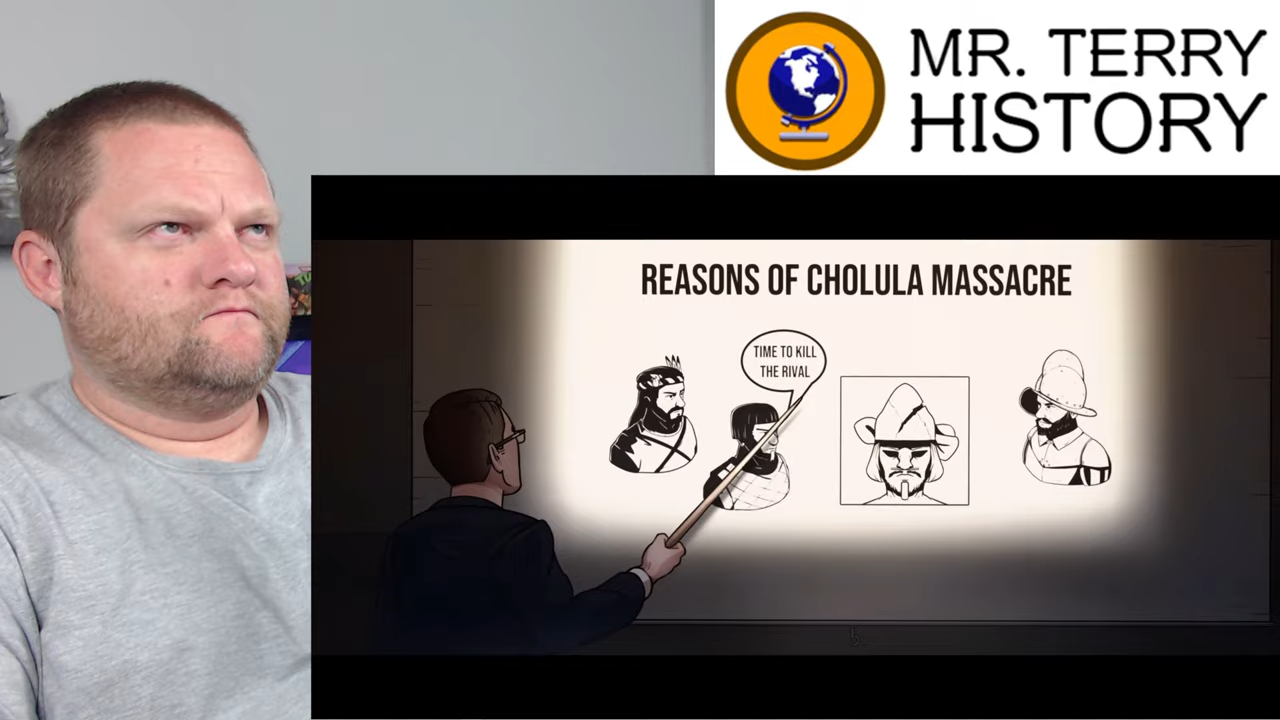 MR. TERRY
HISTORY
REASONS OF CHOLULA MASSACRE
TIME TO KILL
THE RIVAL